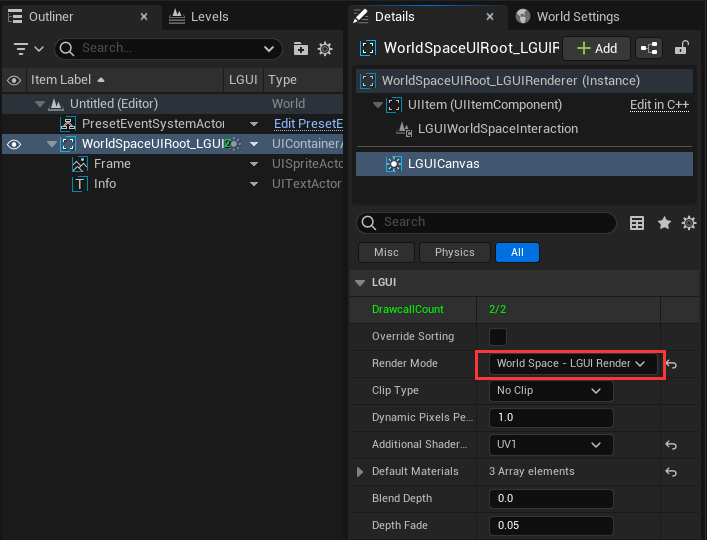 Outliner
Levels
Search...
Item Label
LGUI
Type
Untitled (Editor)
World
PresetEventSystemActor
Edit PresetE
WorldSpaceUIRoot_LGUI
UIContainerA
Frame
UISpriteActo
Info
UITextActor
Details
World Settings
WorldSpaceUIRoot_LGUIR
Add
WorldSpaceUIRoot_LGUIRenderer (Instance)
UIItem (UIItemComponent)
Edit in C++
LGUIWorldSpaceInteraction
LGUICanvas
Search
Misc
Physics
All
LGUI
DrawcallCount
2/2
Override Sorting
Render Mode
World Space - LGUI Render
Clip Type
No Clip
Dynamic Pixels Pe...
1.0
Additional Shader...
UV1
Default Materials
3 Array elements
Blend Depth
0.0
Depth Fade
0.05